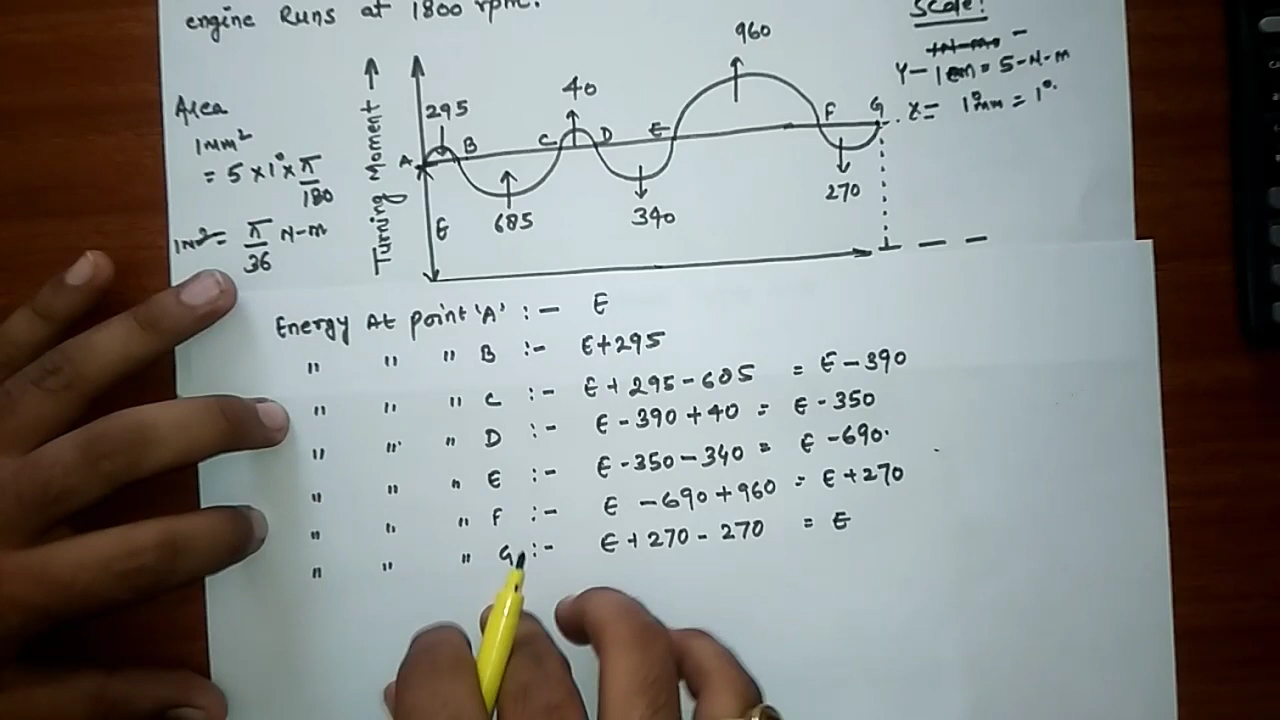 engine Runs at 1800 rpm.
Scale:
Y- 1cm = 5-N-m
X = 1mm = 1°.
Area
1mm²
= 5 × 1° × π/180
1m² = π/36 N-m
Turning Moment →
295
40
960
A
B
C
D
E
F
G
E
685
340
270
Energy At point 'A' :- E
" " " B :- E+295
" " " C :- E+295-685 = E-390
" " " D :- E-390+40 = E-350
" " " E :- E-350-340 = E-690.
" " " F :- E-690+960 = E+270
" " " G :- E+270-270 = E